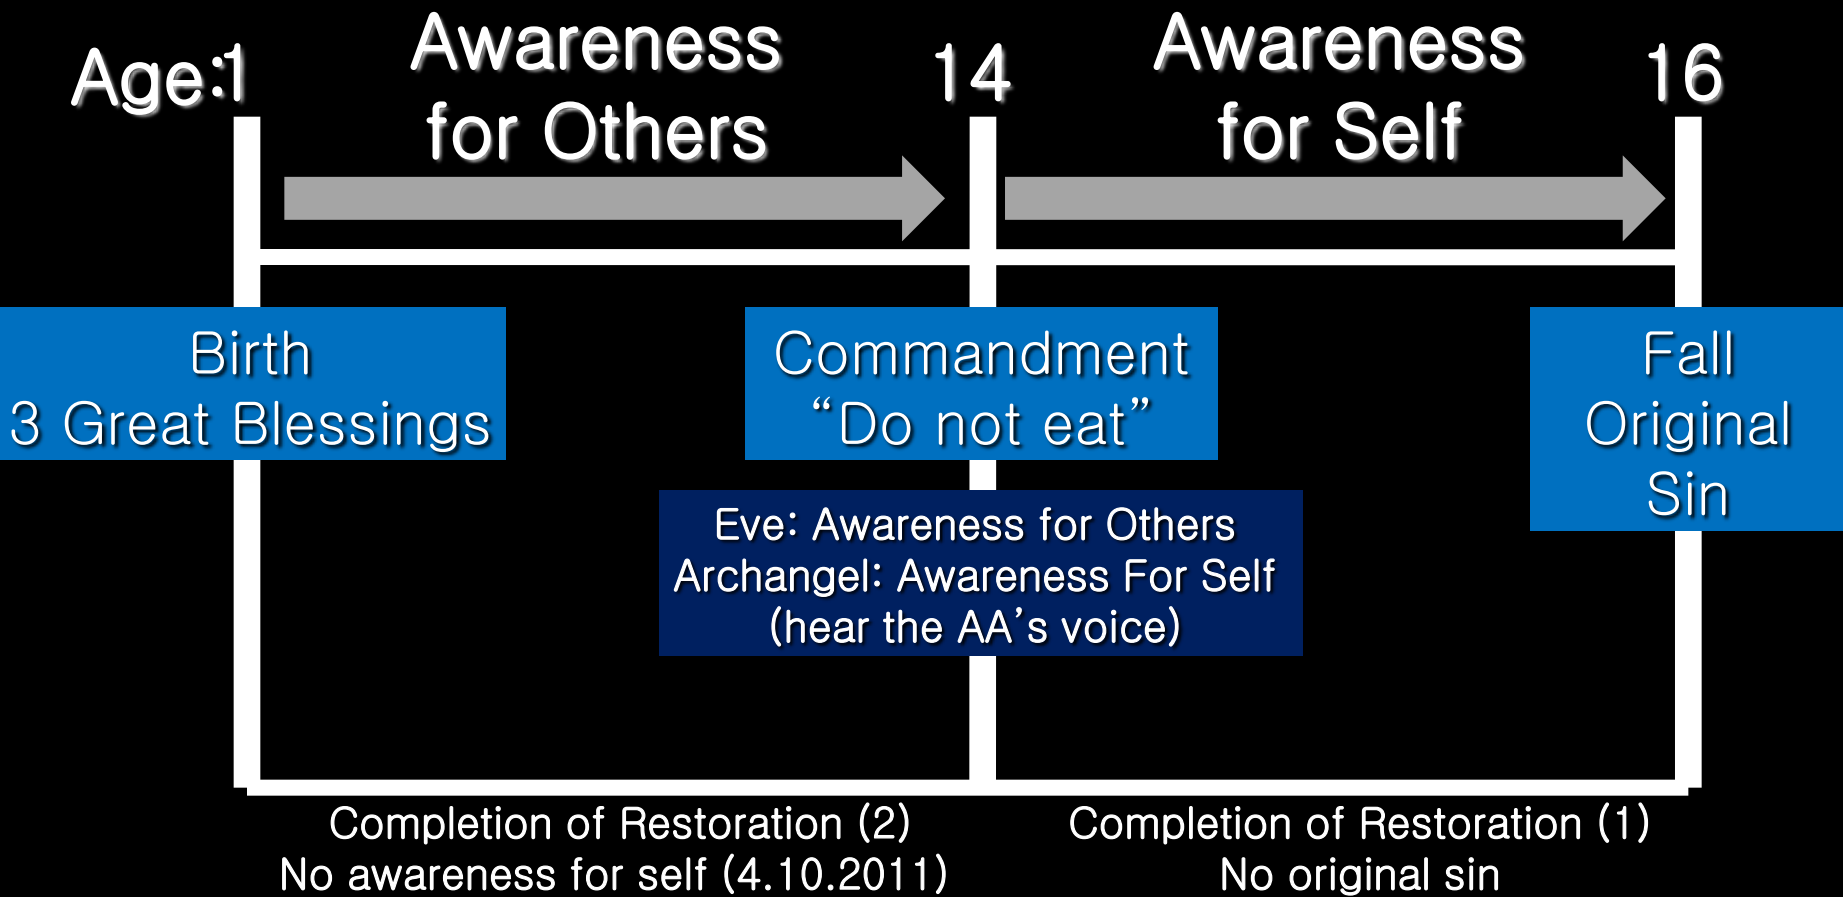 Age:1
Awareness
for Others
14
Awareness
for Self
16
Birth
3 Great Blessings
Commandment
“Do not eat”
Fall
Original
Sin
Eve: Awareness for Others
Archangel: Awareness For Self
(hear the AA’s voice)
Completion of Restoration (2)
No awareness for self (4.10.2011)
Completion of Restoration (1)
No original sin